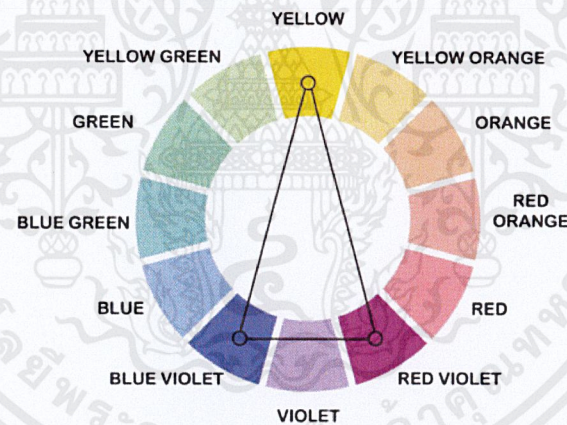 YELLOW
YELLOW GREEN
YELLOW ORANGE
GREEN
ORANGE
BLUE GREEN
RED
ORANGE
BLUE
RED
BLUE VIOLET
RED VIOLET
VIOLET